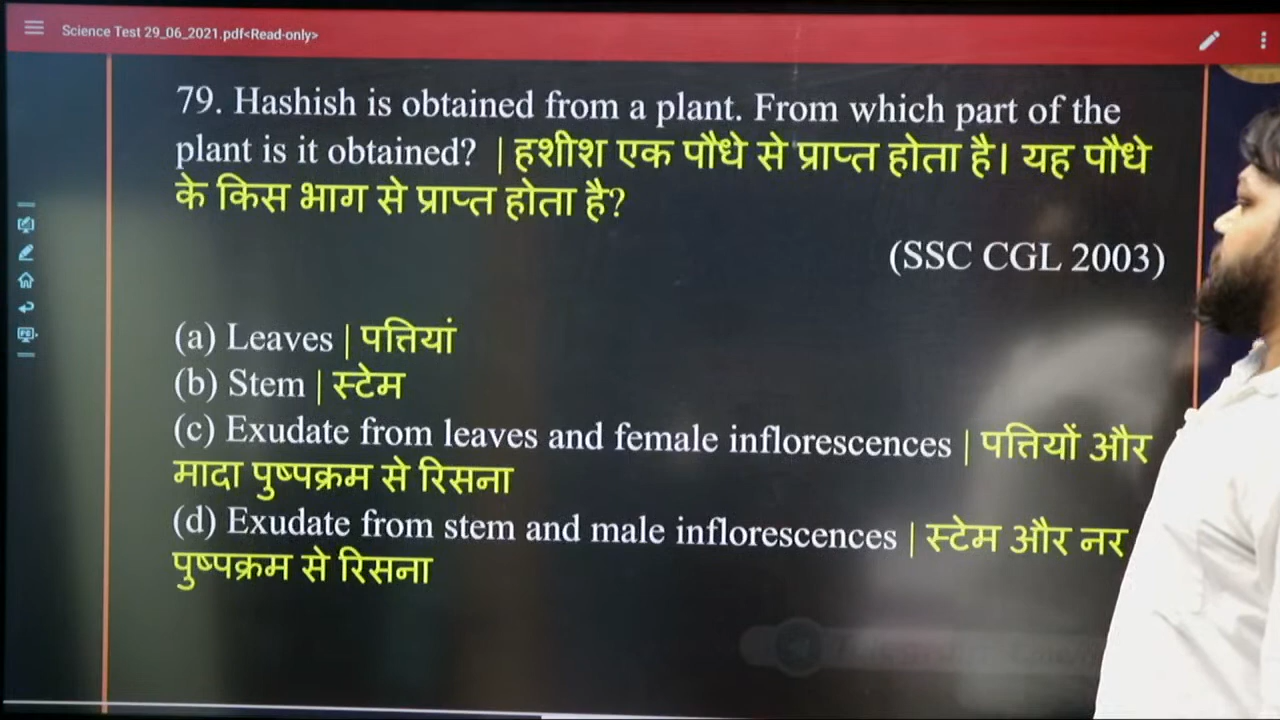 Science Test 29_06_2021.pdf<Read-only>
79. Hashish is obtained from a plant. From which part of the
plant is it obtained? | हशीश एक पौधे से प्राप्त होता है। यह पौधे
के किस भाग से प्राप्त होता है?
(SSC CGL 2003)
(a) Leaves | पत्तियां
(b) Stem | स्टेम
(c) Exudate from leaves and female inflorescences | पत्तियों और
मादा पुष्पक्रम से रिसना
(d) Exudate from stem and male inflorescences | स्टेम और नर
पुष्पक्रम से रिसना